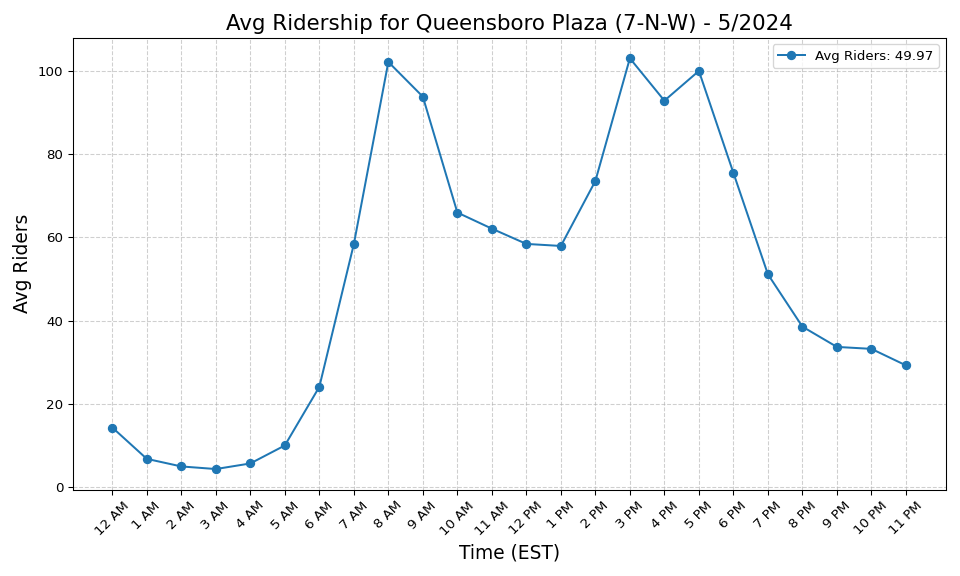 Avg Ridership for Queensboro Plaza (7-N-W) - 5/2024
Avg Riders: 49.97
100
80
60
40
20
0
Avg Riders
12 AM
1 AM
2 AM
3 AM
4 AM
5 AM
6 AM
7 AM
8 AM
9 AM
10 AM
11 AM
12 PM
1 PM
2 PM
3 PM
4 PM
5 PM
6 PM
7 PM
8 PM
9 PM
10 PM
11 PM
Time (EST)